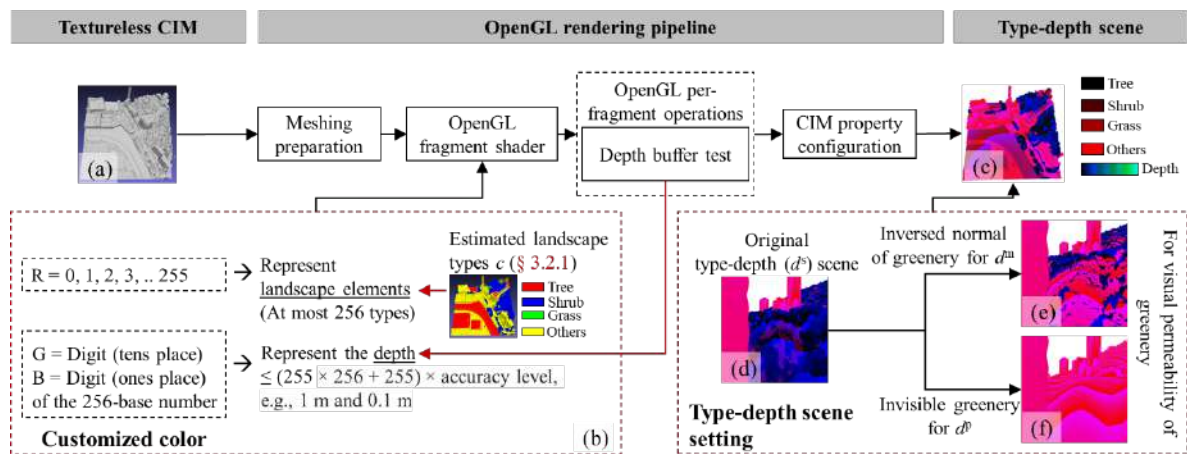 Textureless CIM
OpenGL rendering pipeline
Type-depth scene
(a)
Meshing
preparation
OpenGL
fragment shader
OpenGL per-
fragment operations
Depth buffer test
CIM property
configuration
(c)
Tree
Shrub
Grass
Others
Depth
R = 0, 1, 2, 3, .. 255
Represent
landscape elements
(At most 256 types)
Estimated landscape
types c (§ 3.2.1)
Tree
Shrub
Grass
Others
G = Digit (tens place)
B = Digit (ones place)
of the 256-base number
Represent the depth
≤ (255 × 256 + 255) × accuracy level,
e.g., 1 m and 0.1 m
Customized color
(b)
Original
type-depth (dˢ) scene
(d)
Inversed normal
of greenery for dᵐ
(e)
Invisible greenery
for dᵖ
(f)
For visual permeability of
greenery
Type-depth scene
setting